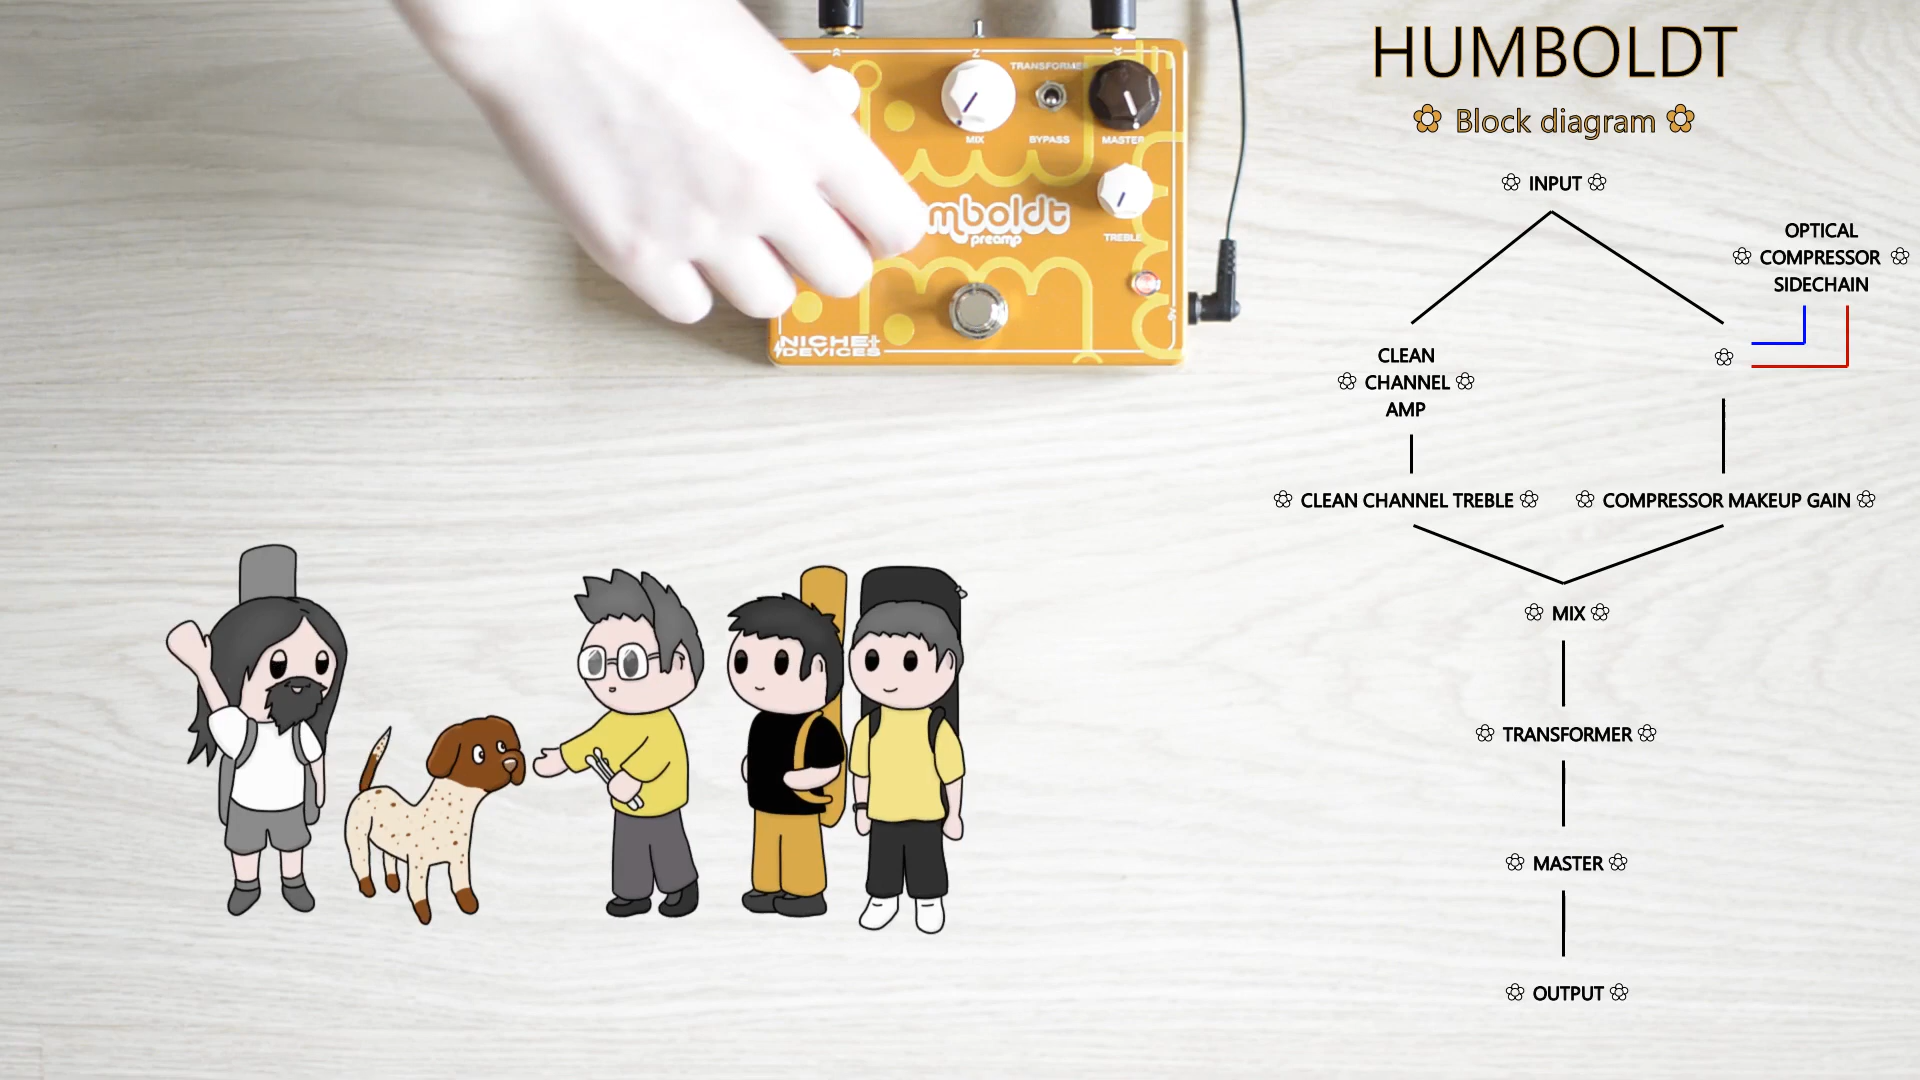 Z
TRANSFORMER
MIX
BYPASS
MASTER
mboldt
preamp
TREBLE
9V
NICHE
DEVICES
HUMBOLDT
Block diagram
INPUT
OPTICAL
COMPRESSOR
SIDECHAIN
CLEAN
CHANNEL
AMP
CLEAN CHANNEL TREBLE
COMPRESSOR MAKEUP GAIN
MIX
TRANSFORMER
MASTER
OUTPUT